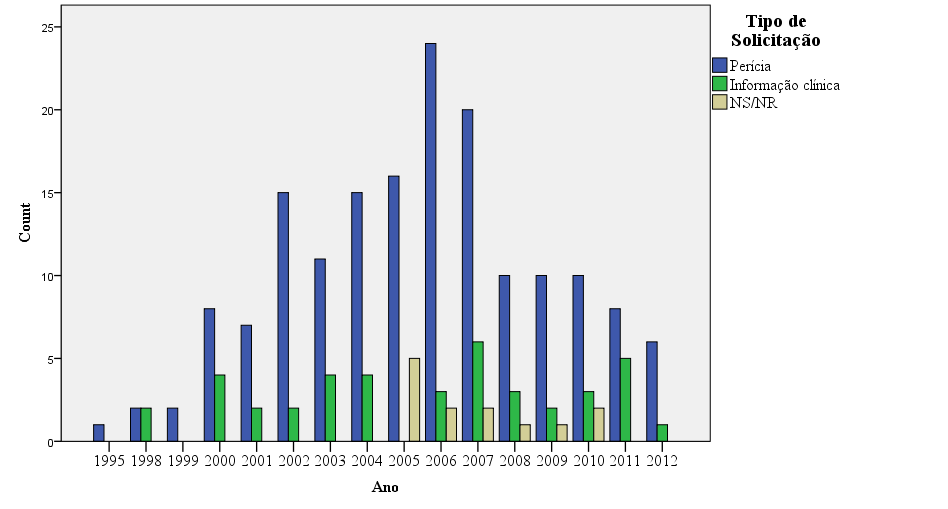 Tipo de
Solicitação
Perícia
Informação clínica
NS/NR
Count
25
20
15
10
5
0
1995 1998 1999 2000 2001 2002 2003 2004 2005 2006 2007 2008 2009 2010 2011 2012
Ano